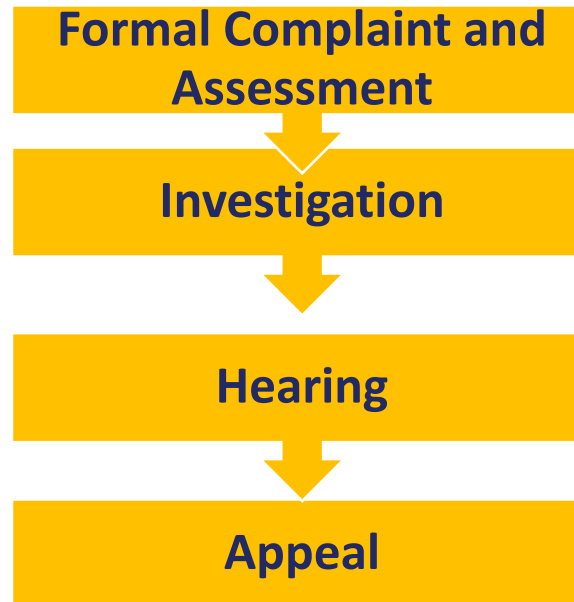 Formal Complaint and
Assessment
Investigation
Hearing
Appeal